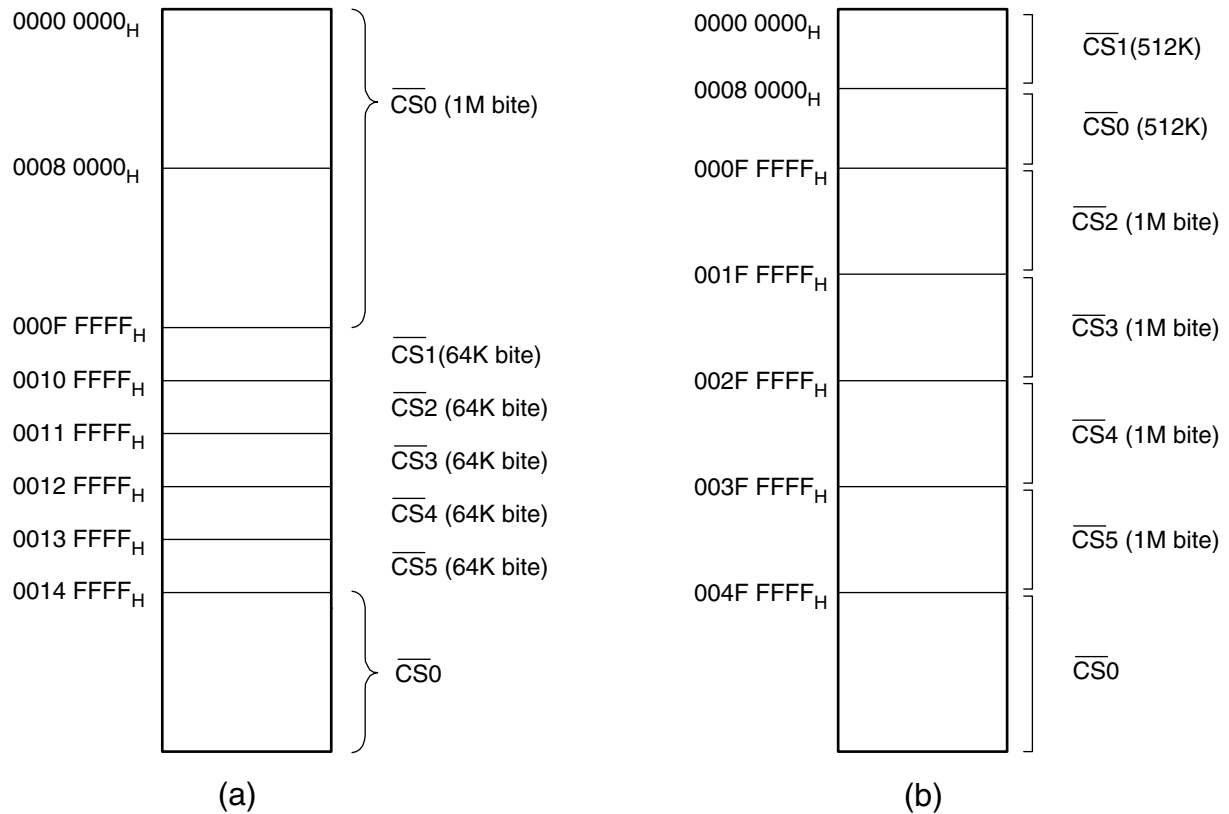 0000 0000H
CS0 (1M bite)
0008 0000H
000F FFFFH
CS1(64K bite)
0010 FFFFH
CS2 (64K bite)
0011 FFFFH
CS3 (64K bite)
0012 FFFFH
CS4 (64K bite)
0013 FFFFH
CS5 (64K bite)
0014 FFFFH
CS0
(a)
0000 0000H
CS1(512K)
0008 0000H
CS0 (512K)
000F FFFFH
CS2 (1M bite)
001F FFFFH
CS3 (1M bite)
002F FFFFH
CS4 (1M bite)
003F FFFFH
CS5 (1M bite)
004F FFFFH
CS0
(b)